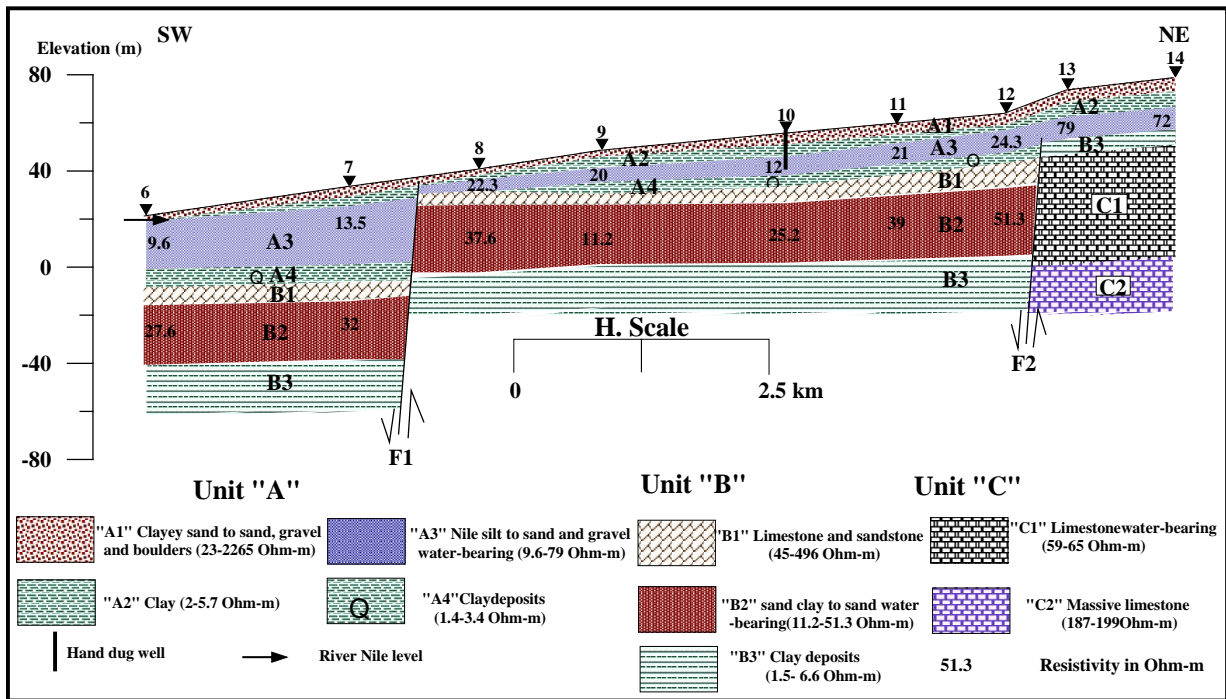 SW
NE
Elevation (m)
80
40
0
-40
-80
6
7
8
9
10
11
12
13
14
A1
A2
A2
A3
A3
A4
A4
B1
B1
B2
B2
B3
B3
B3
C1
C2
Q
9.6
13.5
22.3
20
12
21
24.3
79
72
27.6
32
37.6
11.2
25.2
39
51.3
F1
F2
H. Scale
0
2.5 km
Unit "A"
"A1" Clayey sand to sand, gravel
and boulders (23-2265 Ohm-m)
"A2" Clay (2-5.7 Ohm-m)
Hand dug well
"A3" Nile silt to sand and gravel
water-bearing (9.6-79 Ohm-m)
Q
"A4"Claydeposits
(1.4-3.4 Ohm-m)
River Nile level
Unit "B"
"B1" Limestone and sandstone
(45-496 Ohm-m)
"B2" sand clay to sand water
-bearing(11.2-51.3 Ohm-m)
"B3" Clay deposits
(1.5- 6.6 Ohm-m)
Unit "C"
"C1" Limestonewater-bearing
(59-65 Ohm-m)
"C2" Massive limestone
(187-199Ohm-m)
51.3 Resistivity in Ohm-m